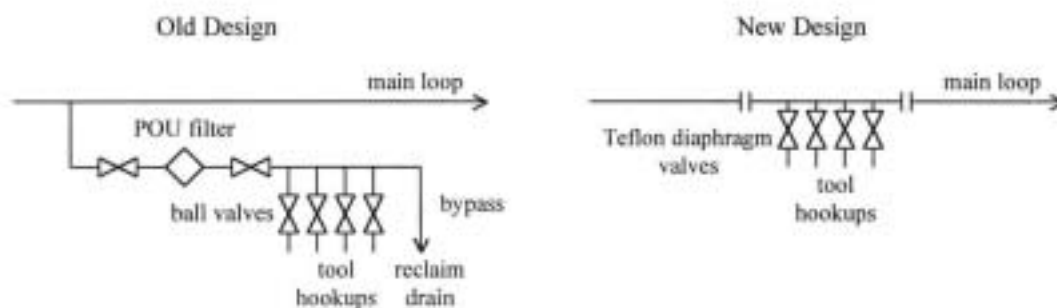 Old Design
main loop
POU filter
ball valves
bypass
tool
hookups
reclaim
drain
New Design
main loop
Teflon diaphragm
valves
tool
hookups